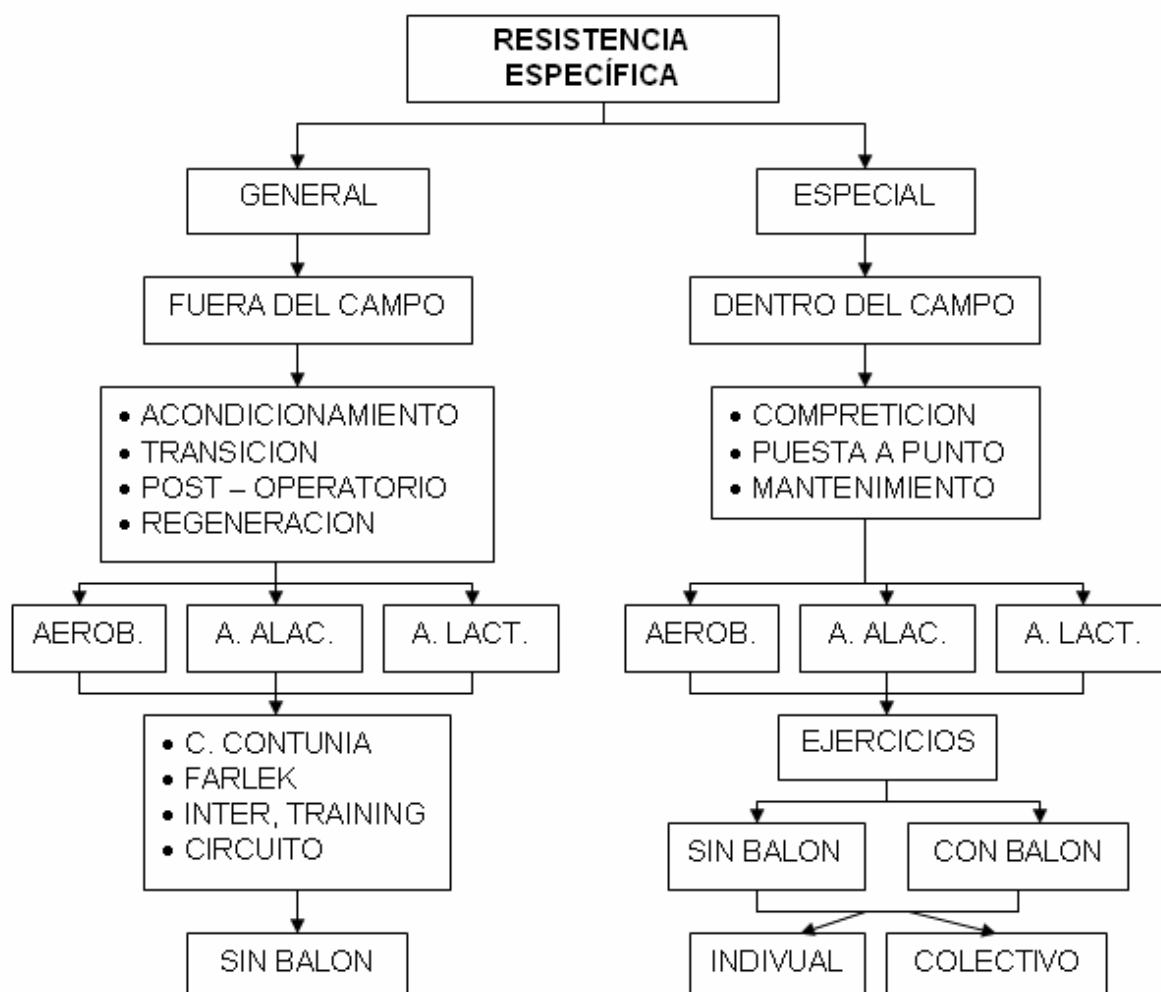 RESISTENCIA
ESPECÍFICA
GENERAL
ESPECIAL
FUERA DEL CAMPO
DENTRO DEL CAMPO
• ACONDICIONAMIENTO
• TRANSICION
• POST – OPERATORIO
• REGENERACION
• COMPRETICION
• PUESTA A PUNTO
• MANTENIMIENTO
AEROB.
A. ALAC.
A. LACT.
AEROB.
A. ALAC.
A. LACT.
• C. CONTUNIA
• FARLEK
• INTER, TRAINING
• CIRCUITO
EJERCICIOS
SIN BALON
CON BALON
SIN BALON
INDIVUAL
COLECTIVO